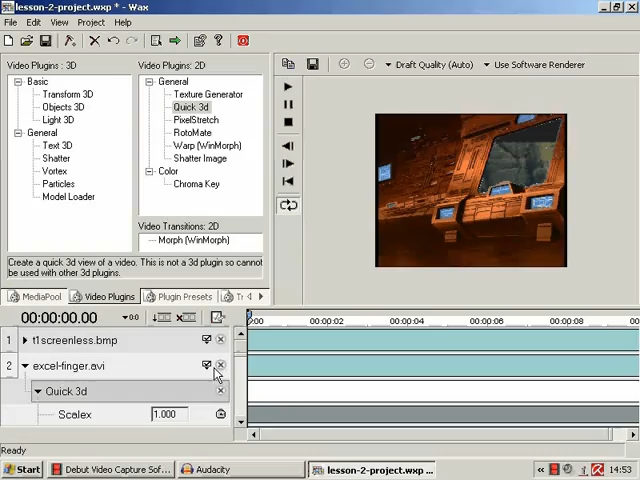 lesson-2-project.wxp * - Wax
File Edit View Project Help
Video Plugins : 3D
Basic
Transform 3D
Objects 3D
Light 3D
General
Text 3D
Shatter
Vortex
Particles
Model Loader
Video Plugins: 2D
General
Texture Generator
Quick 3d
PixelStretch
RotoMate
Warp (WinMorph)
Shatter Image
Color
Chroma Key
Video Transitions: 2D
Morph (WinMorph)
Create a quick 3d view of a video. This is not a 3d plugin so cannot
be used with other 3d plugins.
MediaPool Video Plugins Plugin Presets Tr
Draft Quality (Auto) Use Software Renderer
00:00:00.00 0.0
:00 00:00:02 00:00:04 00:00:06 00:00:08 00:
1 t1screenless.bmp
2 excel-finger.avi
Quick 3d
Scalex 1.000
Ready
Start Debut Video Capture Sof... Audacity lesson-2-project.wxp ... « 14:53